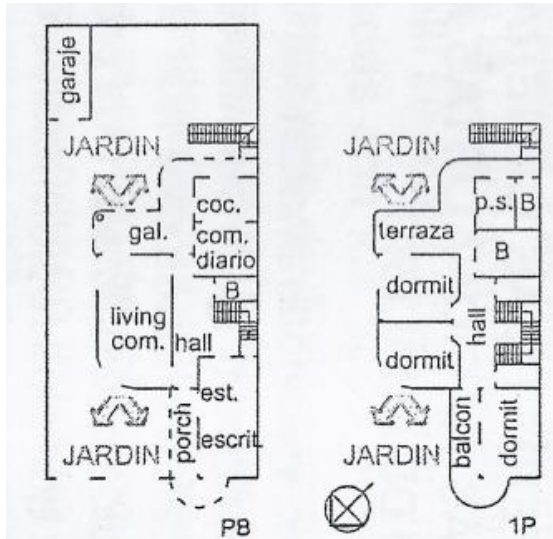 garaje
JARDIN
coc.
gal.
com.
diario
B
living
com.
hall
est.
porch
escrit.
JARDIN
PB
JARDIN
p.s.
B
terraza
B
dormit
hall
dormit
balcon
dormit
JARDIN
1P